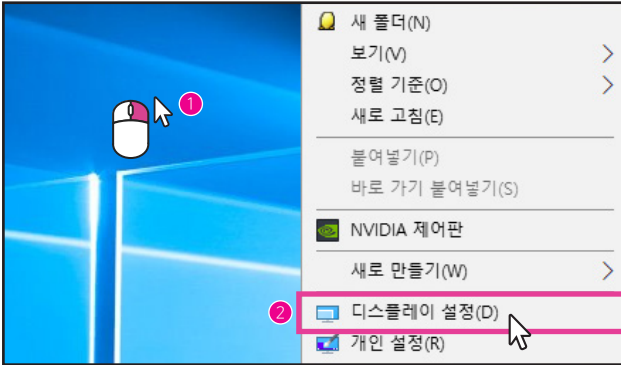 새 폴더(N)
보기(V)
정렬 기준(O)
새로 고침(E)
1
붙여넣기(P)
바로 가기 붙여넣기(S)
NVIDIA 제어판
새로 만들기(W)
2
디스플레이 설정(D)
개인 설정(R)